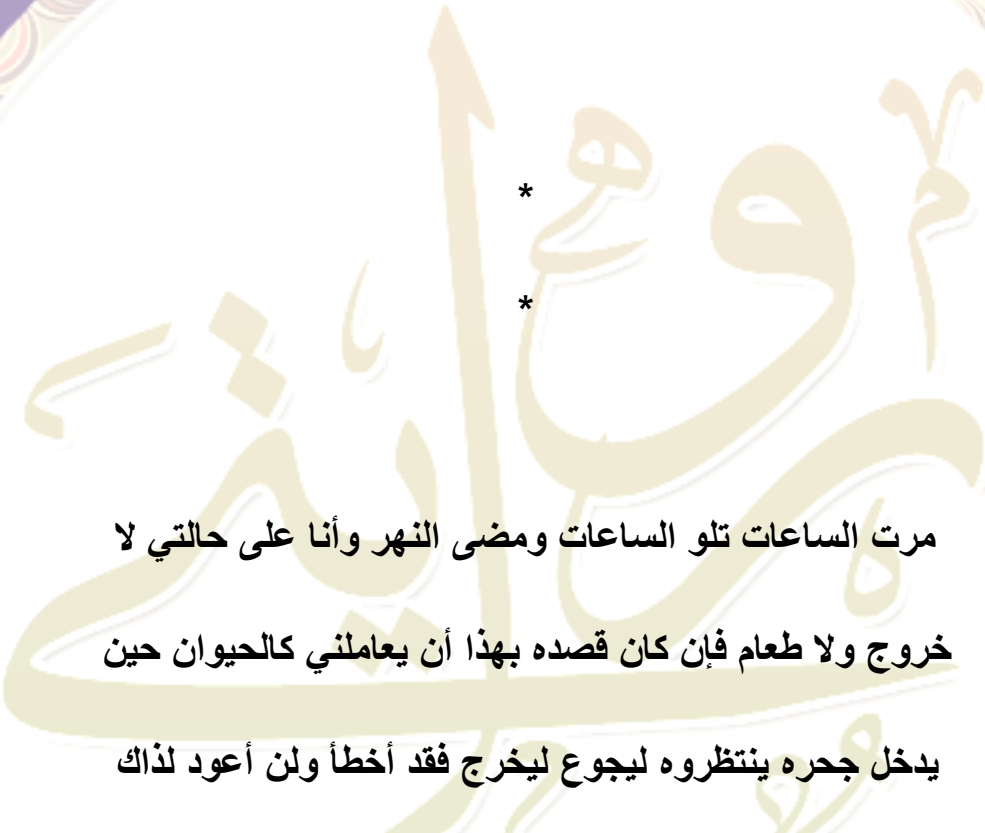 *
*
مرت الساعات تلو الساعات ومضى النهر وأنا على حالتي لا
خروج ولا طعام فإن كان قصده بهذا أن يعاملني كالحيوان حين
يدخل جحره ينتظروه ليجوع ليخرج فقد أخطأ ولن أعود لذاك